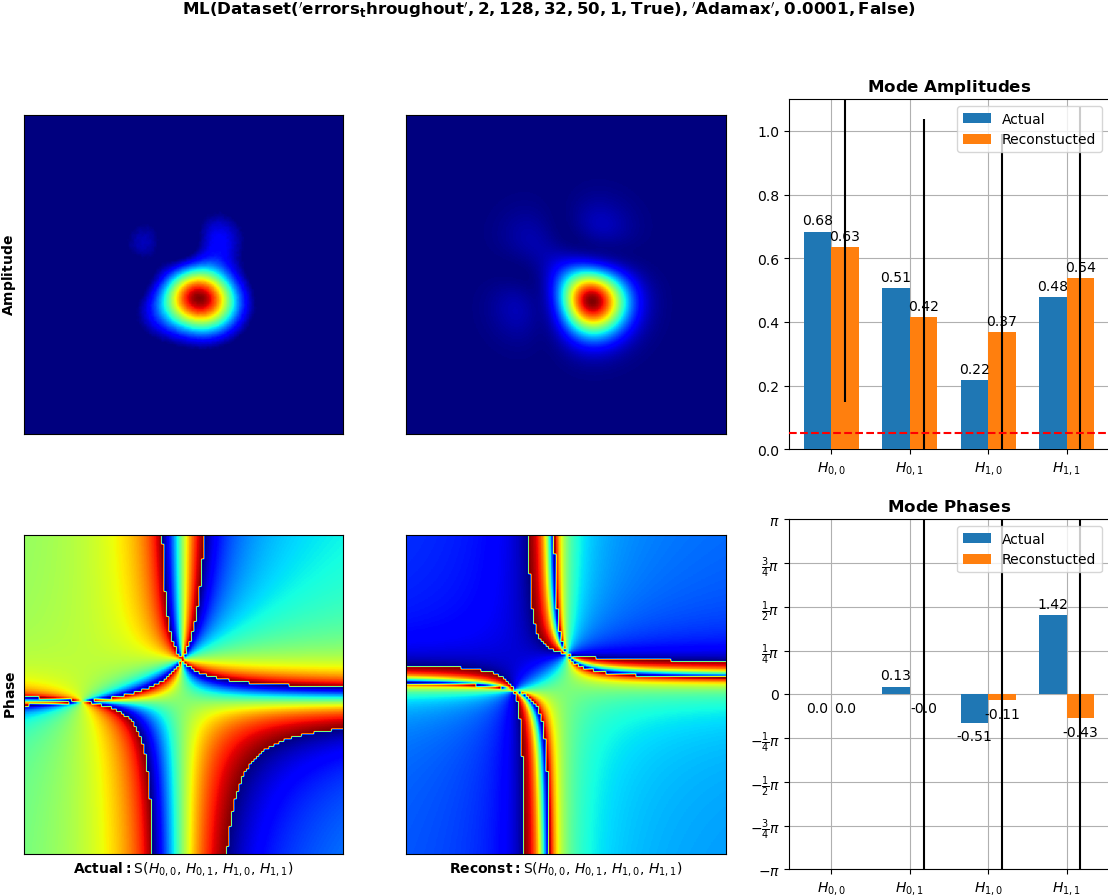 ML(Dataset('errors_throughout', 2, 128, 32, 50, 1, True), 'Adamax', 0.0001, False)
Amplitude
Mode Amplitudes
Actual
Reconstucted
1.0
0.8
0.6
0.4
0.2
0.0
0.68
0.63
0.51
0.42
0.22
0.37
0.48
0.54
H0,0
H0,1
H1,0
H1,1
Phase
Actual: S(H0,0, H0,1, H1,0, H1,1)
Reconst: S(H0,0, H0,1, H1,0, H1,1)
Mode Phases
Actual
Reconstucted
π
3/4π
1/2π
1/4π
0
−1/4π
−1/2π
−3/4π
−π
0.0
0.0
0.13
-0.0
-0.51
-0.11
1.42
-0.43
H0,0
H0,1
H1,0
H1,1